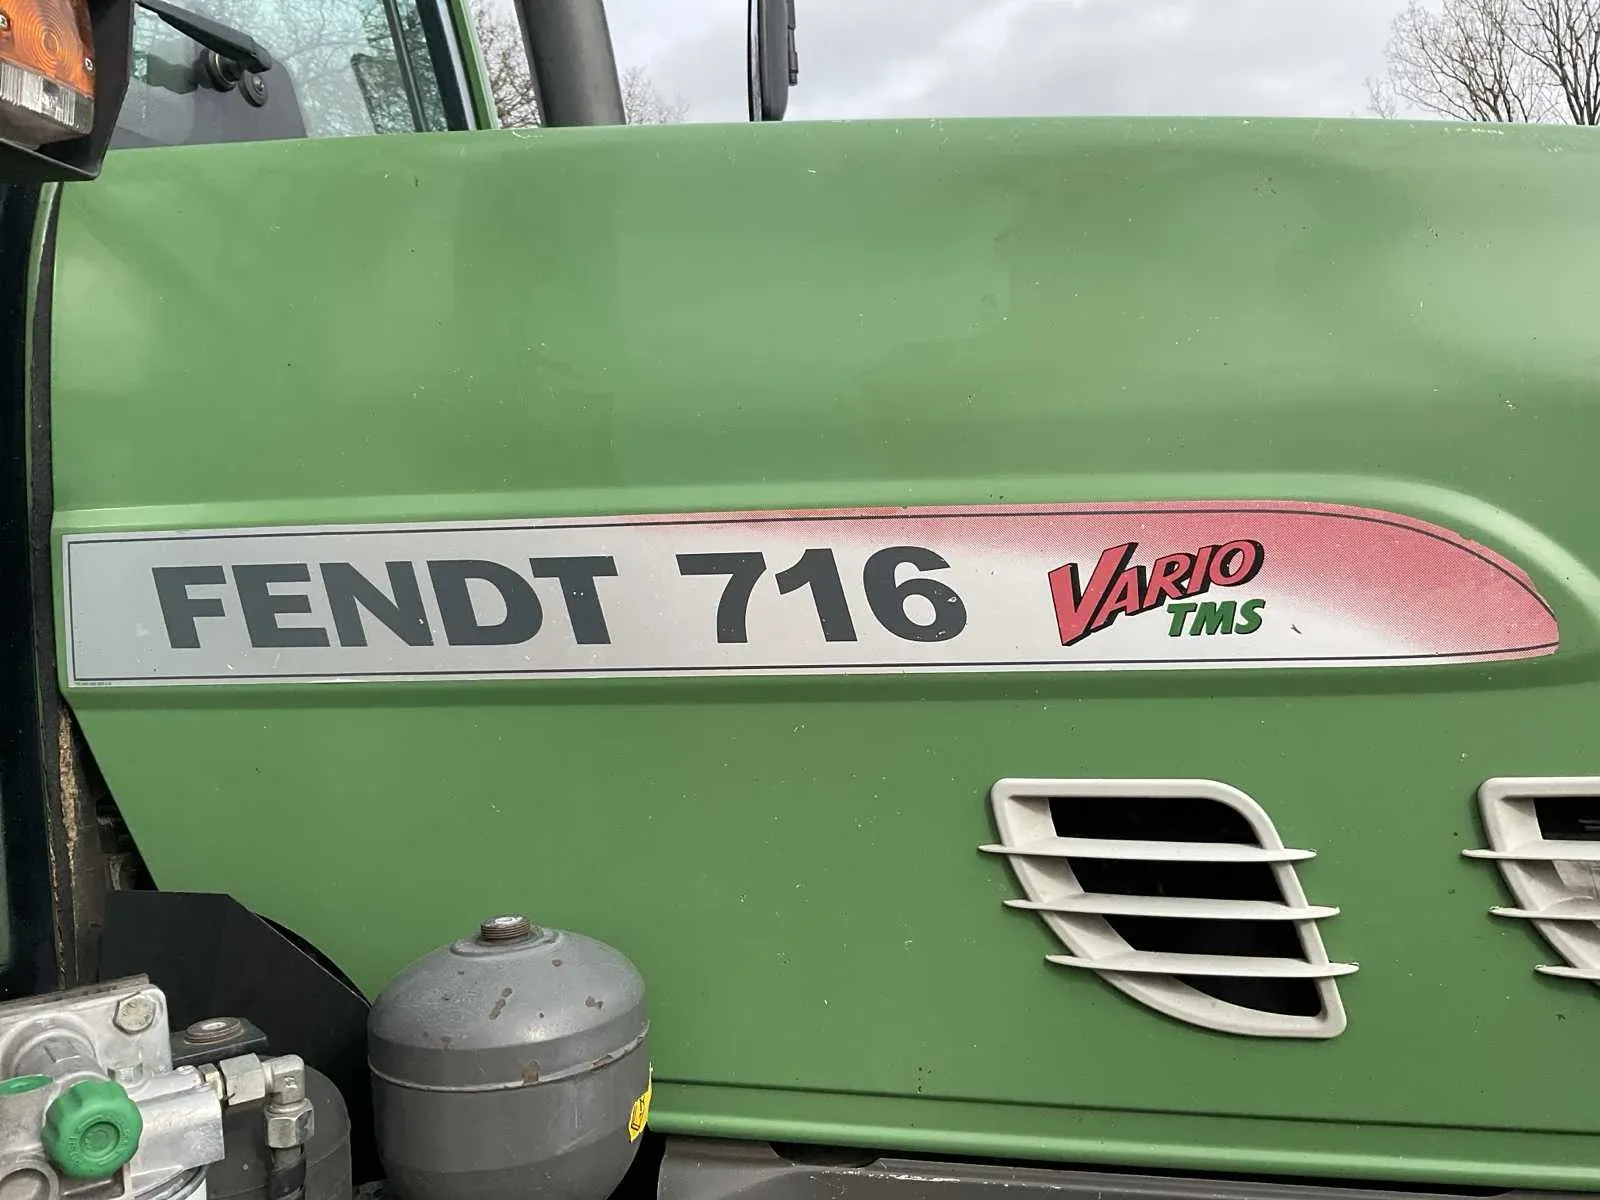 FENDT 716 VARIO
TMS